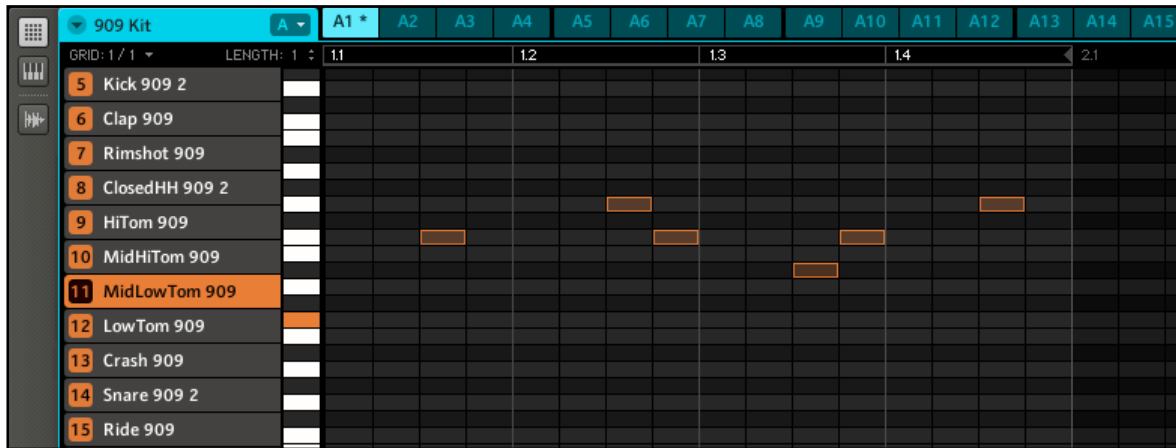 909 Kit A A1 * A2 A3 A4 A5 A6 A7 A8 A9 A10 A11 A12 A13 A14 A15
GRID: 1 / 1 LENGTH: 1 1.1 1.2 1.3 1.4 2.1
5 Kick 909 2
6 Clap 909
7 Rimshot 909
8 ClosedHH 909 2
9 HiTom 909
10 MidHiTom 909
11 MidLowTom 909
12 LowTom 909
13 Crash 909
14 Snare 909 2
15 Ride 909